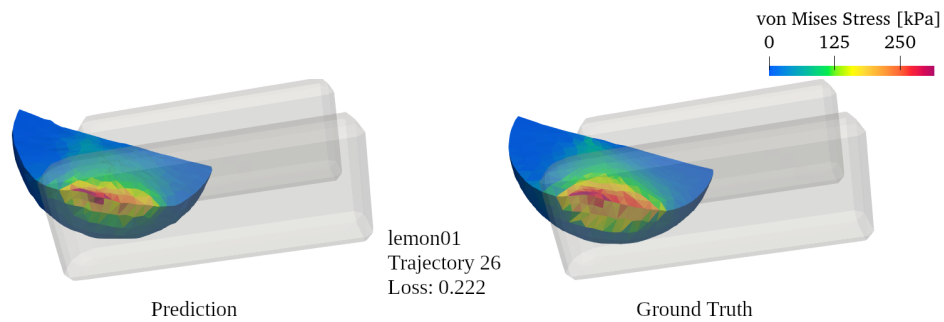 von Mises Stress [kPa]
0 125 250
lemon01
Trajectory 26
Loss: 0.222
Prediction
Ground Truth